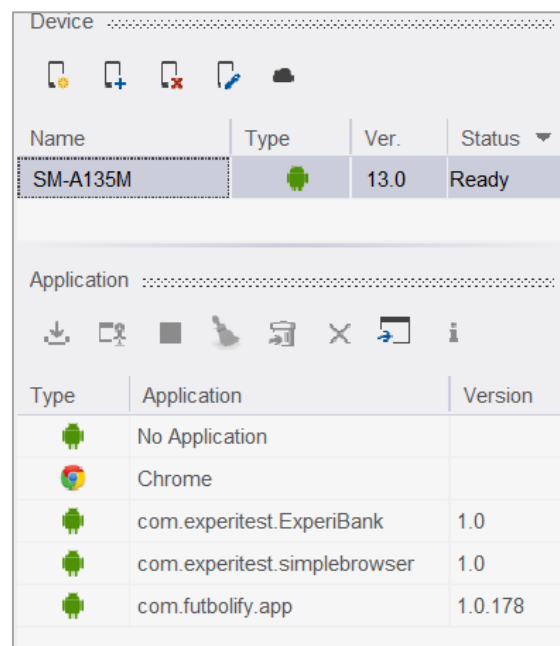 Device
Name Type Ver. Status
SM-A135M 13.0 Ready
Application
Type Application Version
No Application
Chrome
com.experitest.ExperiBank 1.0
com.experitest.simplebrowser 1.0
com.futbolify.app 1.0.178